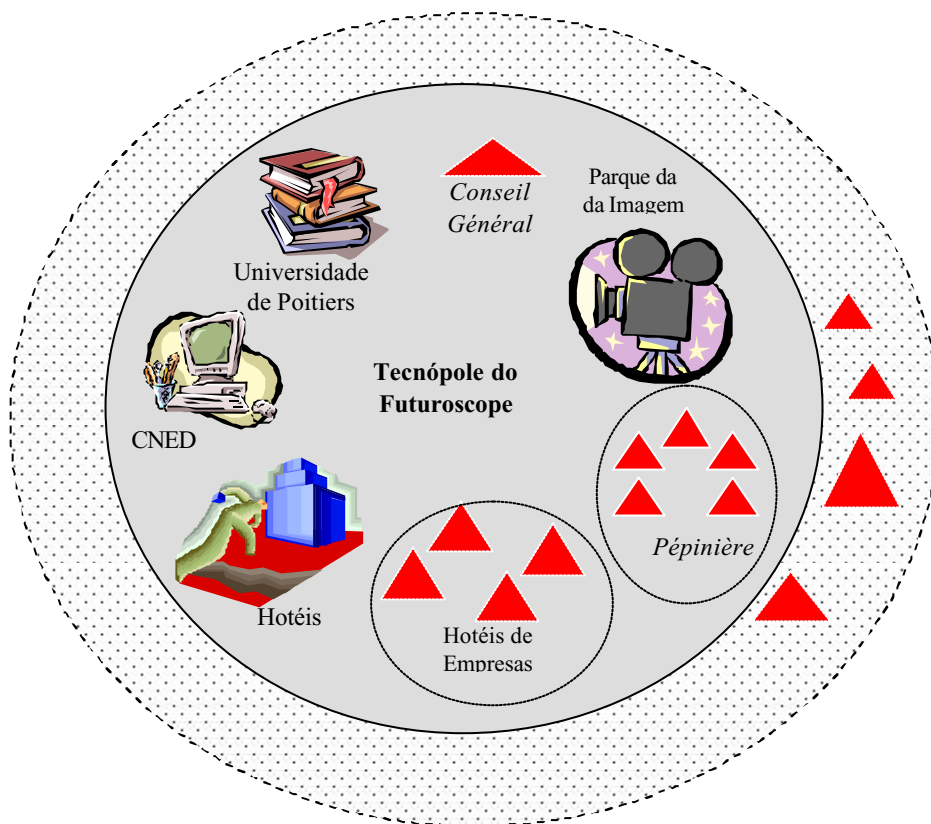 Conseil
Général
Parque da
da Imagem
Universidade
de Poitiers
Tecnópole do
Futuroscope
CNED
Pépinière
Hotéis
Hotéis de
Empresas